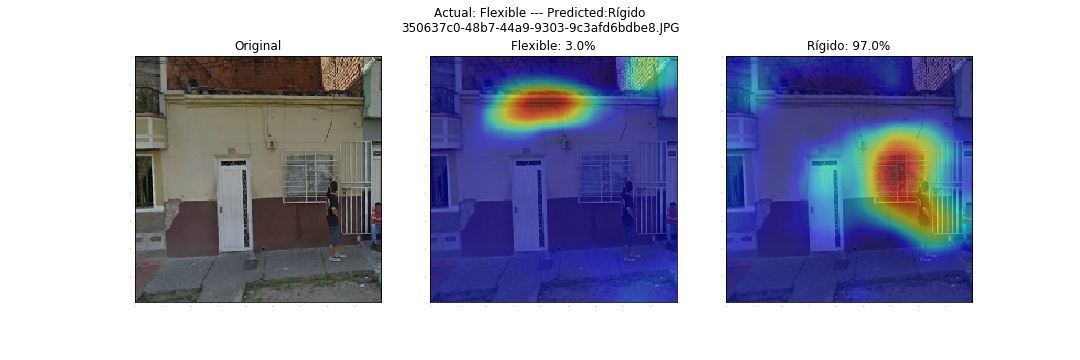 Actual: Flexible --- Predicted:Rígido
350637c0-48b7-44a9-9303-9c3afd6bdbe8.JPG
Original
Flexible: 3.0%
Rígido: 97.0%